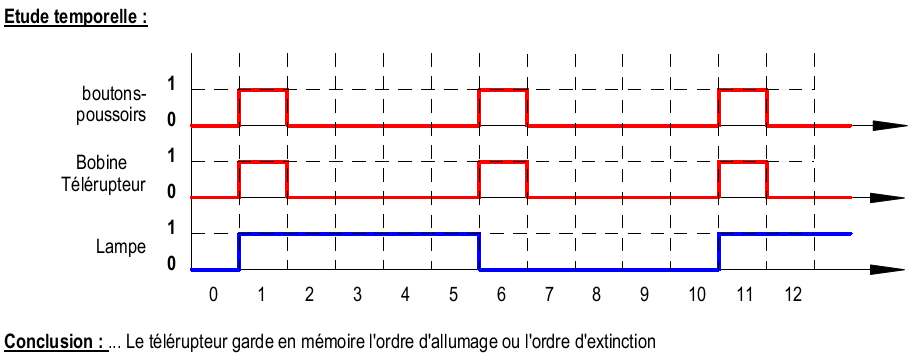 Etude temporelle :
boutons-
poussoirs
1
0
Bobine
Télérupteur
1
0
Lampe
1
0
0 1 2 3 4 5 6 7 8 9 10 11 12
Conclusion : ... Le télérupteur garde en mémoire l'ordre d'allumage ou l'ordre d'extinction